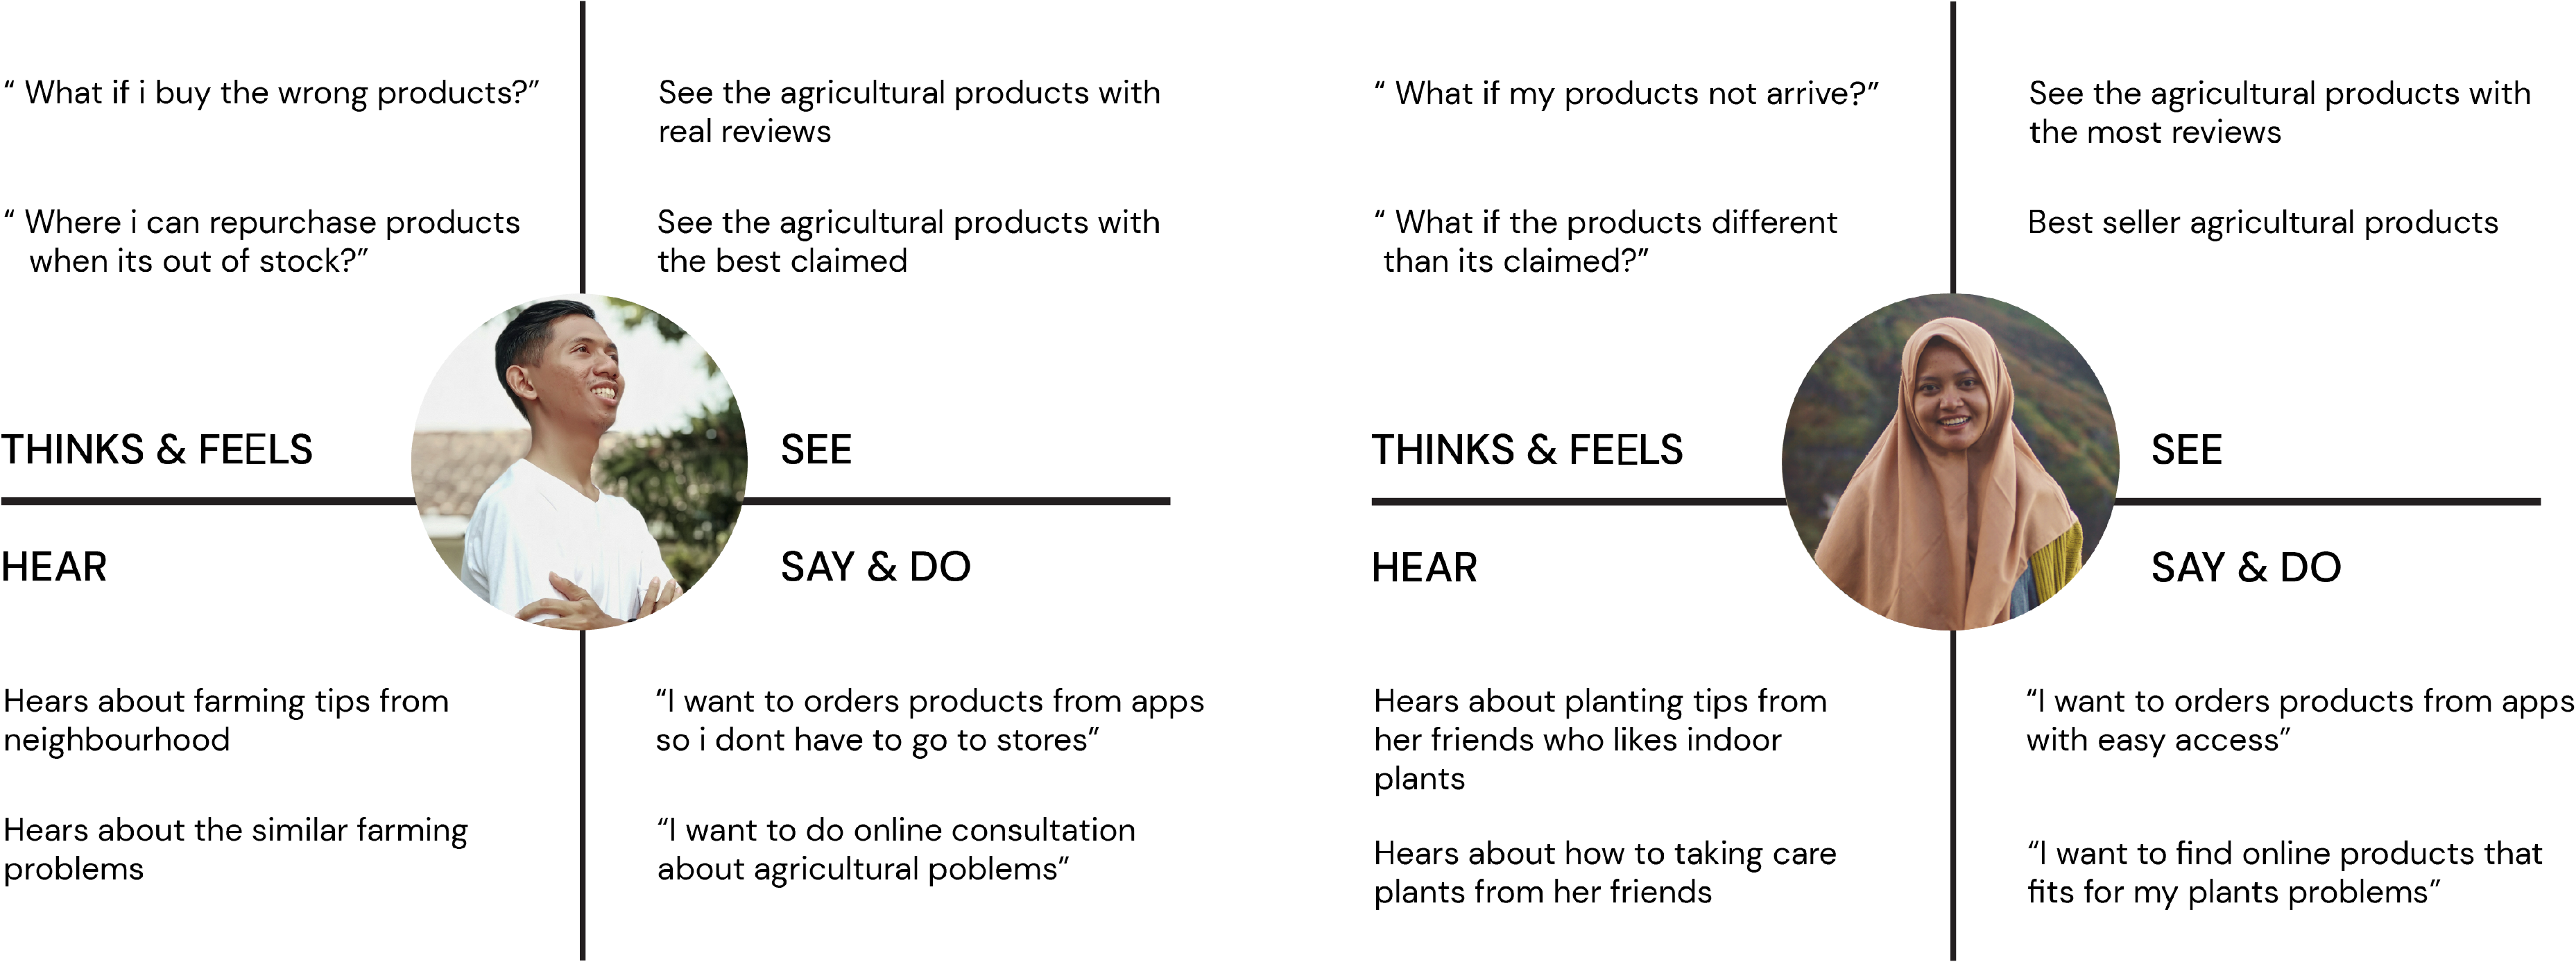 “ What if i buy the wrong products?”
“ Where i can repurchase products
when its out of stock?”
See the agricultural products with
real reviews
See the agricultural products with
the best claimed
THINKS & FEELS
SEE
HEAR
SAY & DO
Hears about farming tips from
neighbourhood
Hears about the similar farming
problems
“I want to orders products from apps
so i dont have to go to stores”
“I want to do online consultation
about agricultural poblems”
“ What if my products not arrive?”
“ What if the products different
than its claimed?”
See the agricultural products with
the most reviews
Best seller agricultural products
THINKS & FEELS
SEE
HEAR
SAY & DO
Hears about planting tips from
her friends who likes indoor
plants
Hears about how to taking care
plants from her friends
“I want to orders products from apps
with easy access”
“I want to find online products that
fits for my plants problems”